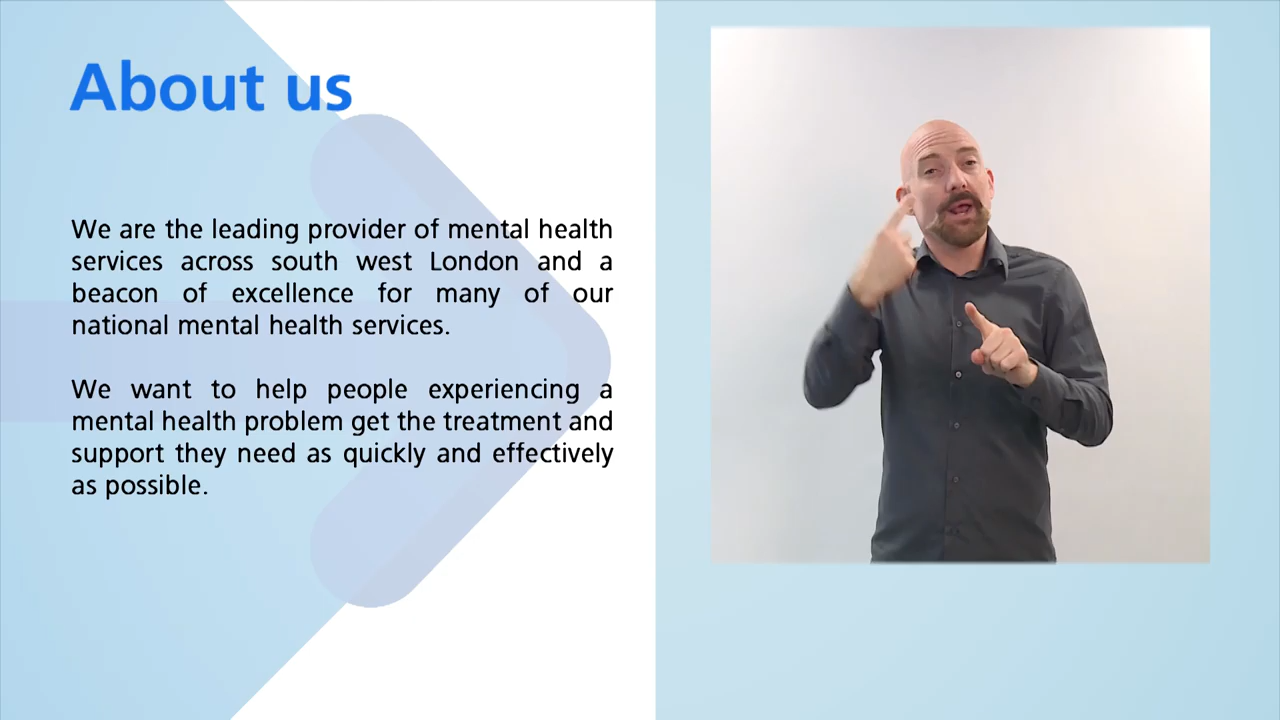 About us
We are the leading provider of mental health
services across south west London and a
beacon of excellence for many of our
national mental health services.
We want to help people experiencing a
mental health problem get the treatment and
support they need as quickly and effectively
as possible.